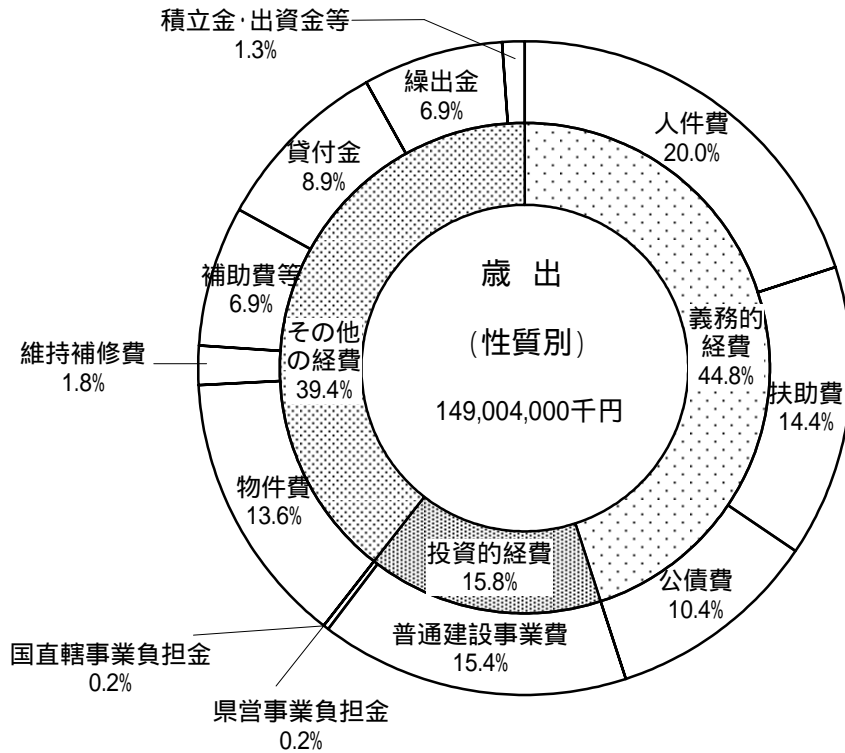 積立金・出資金等
1.3%
繰出金
6.9%
人件費
20.0%
貸付金
8.9%
補助費等
6.9%
維持補修費
1.8%
その他
の経費
39.4%
歳 出
(性質別)
149,004,000千円
義務的
経費
44.8%
扶助費
14.4%
物件費
13.6%
投資的経費
15.8%
公債費
10.4%
普通建設事業費
15.4%
国直轄事業負担金
0.2%
県営事業負担金
0.2%